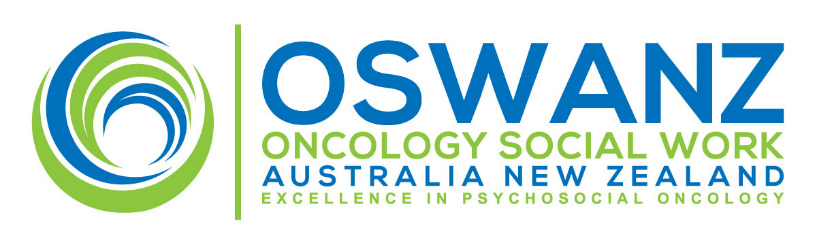 OSWANZ
ONCOLOGY SOCIAL WORK
AUSTRALIA NEW ZEALAND
EXCELLENCE IN PSYCHOSOCIAL ONCOLOGY